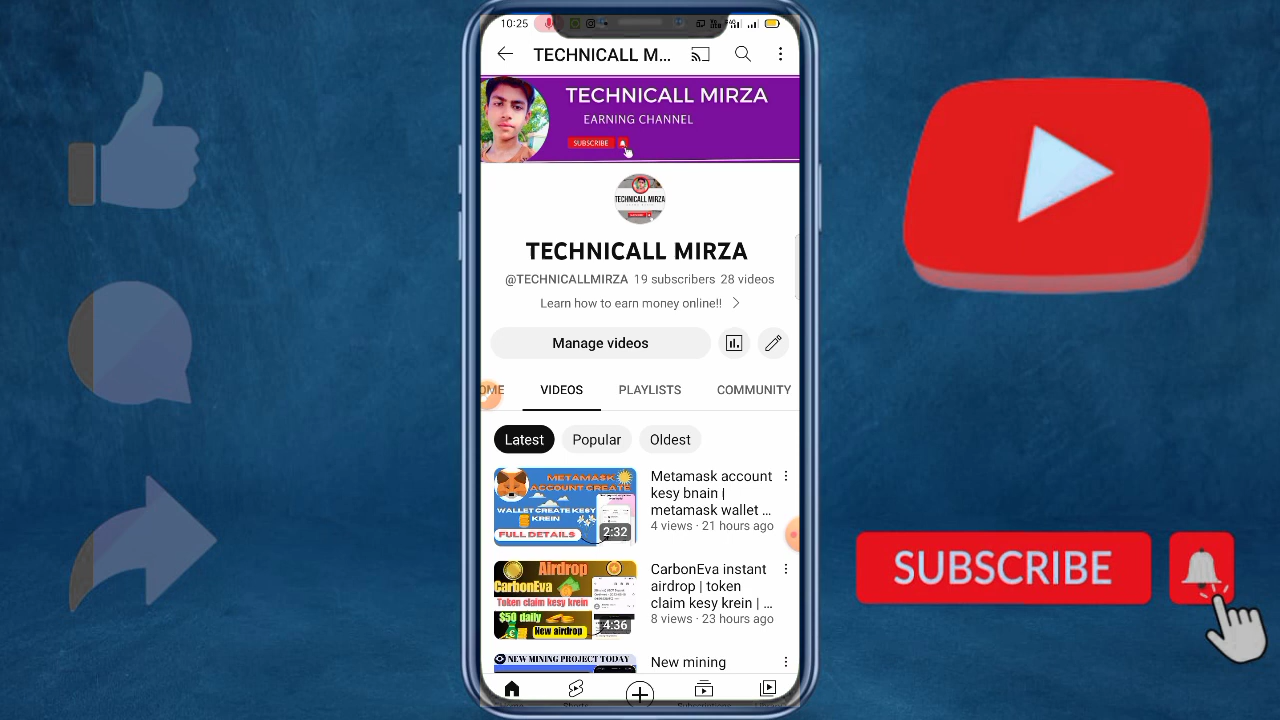 10:25
TECHNICALL M...
TECHNICALL MIRZA
EARNING CHANNEL
SUBSCRIBE
TECHNICALL MIRZA
TECHNICALL MIRZA
@TECHNICALLMIRZA 19 subscribers 28 videos
Learn how to earn money online!!
Manage videos
OME VIDEOS PLAYLISTS COMMUNITY
Latest Popular Oldest
METAMASK
ACCOUNT CREATE
WALLET CREATE KESY
KREIN
FULL DETAILS
2:32
Metamask account
kesy bnain |
metamask wallet ...
4 views · 21 hours ago
Airdrop
CarbonEva
Token claim kesy krein
$50 daily
New airdrop
4:36
CarbonEva instant
airdrop | token
claim kesy krein | ...
8 views · 23 hours ago
NEW MINING PROJECT TODAY
New mining
SUBSCRIBE